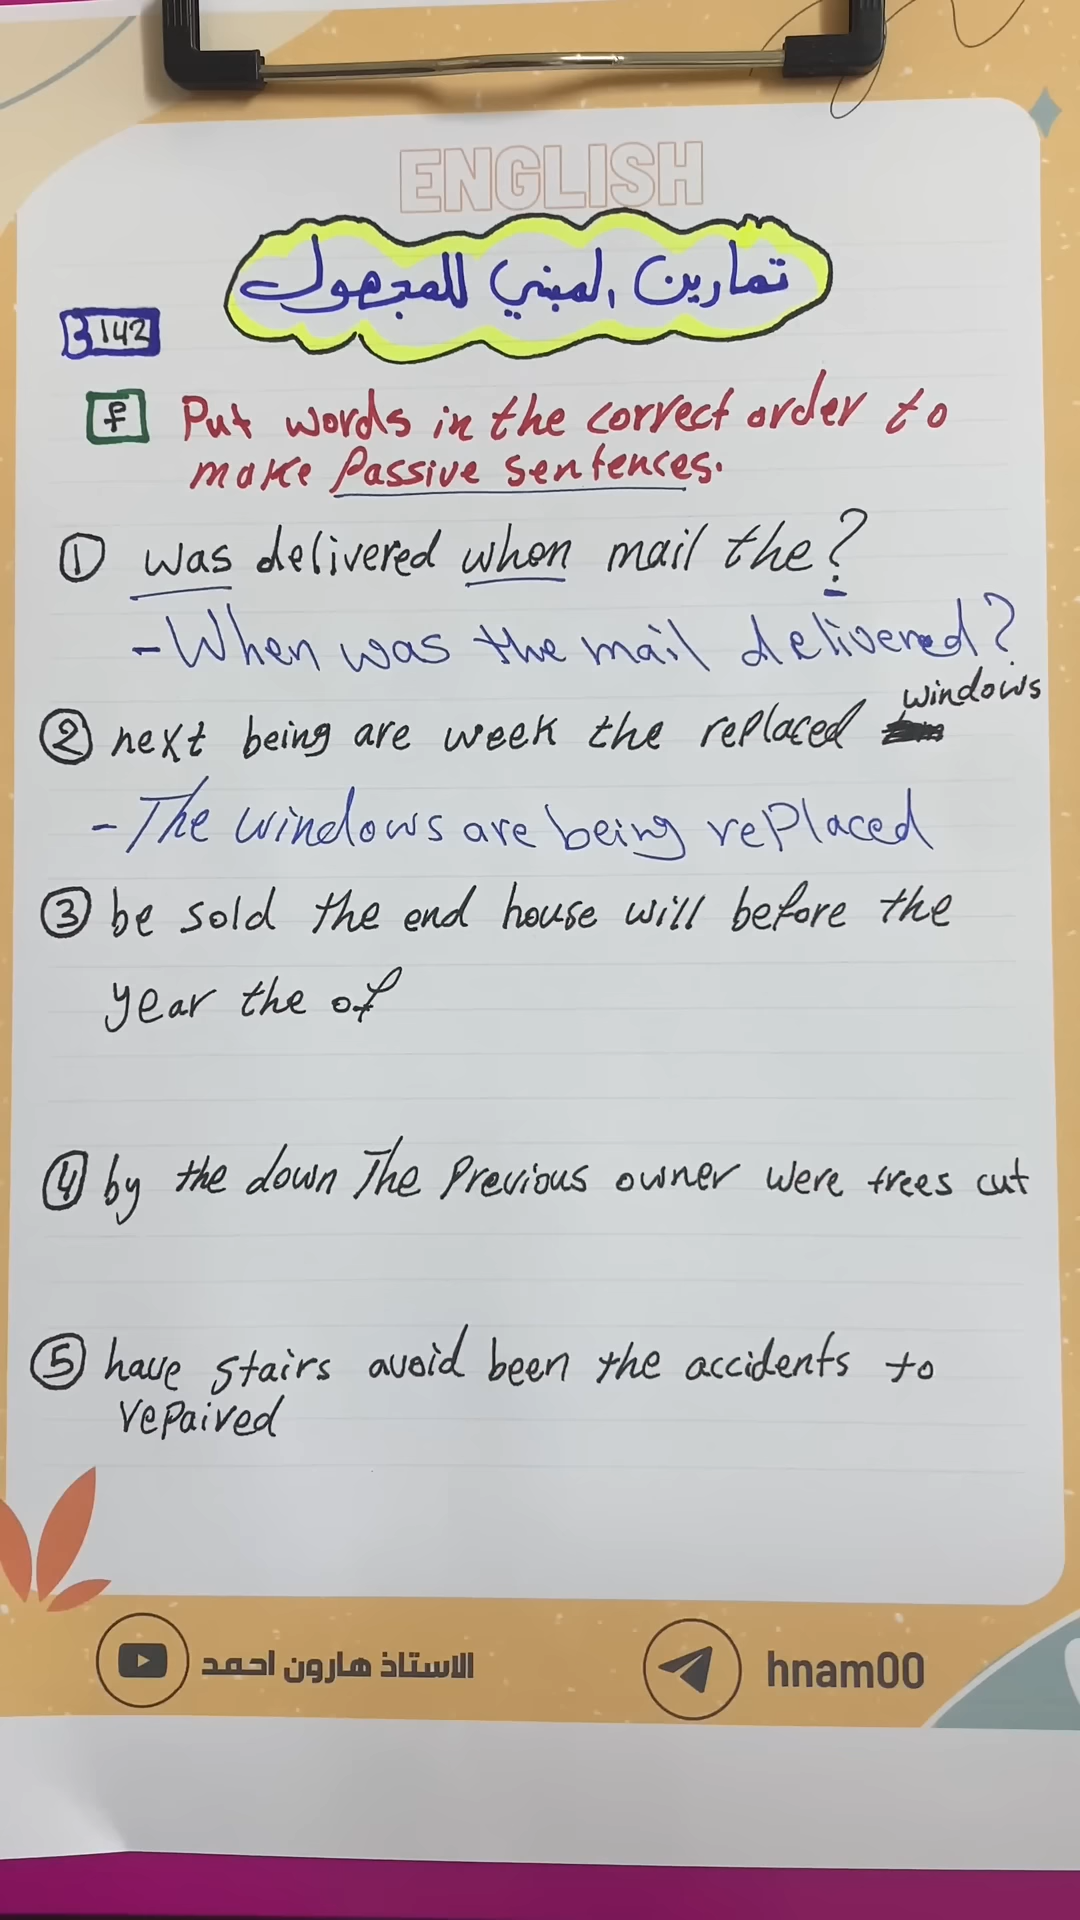 ENGLISH
تمارين المبني للمجهول
142
f Put words in the correct order to
make Passive sentences.
① was delivered when mail the?
- When was the mail delivered?
windows
② next being are week the replaced
- The windows are being replaced
③ be sold the end house will before the
year the of
④ by the down The Previous owner were trees cut
⑤ have stairs avoid been the accidents to
repaired
الاستاذ هارون احمد
hnam00